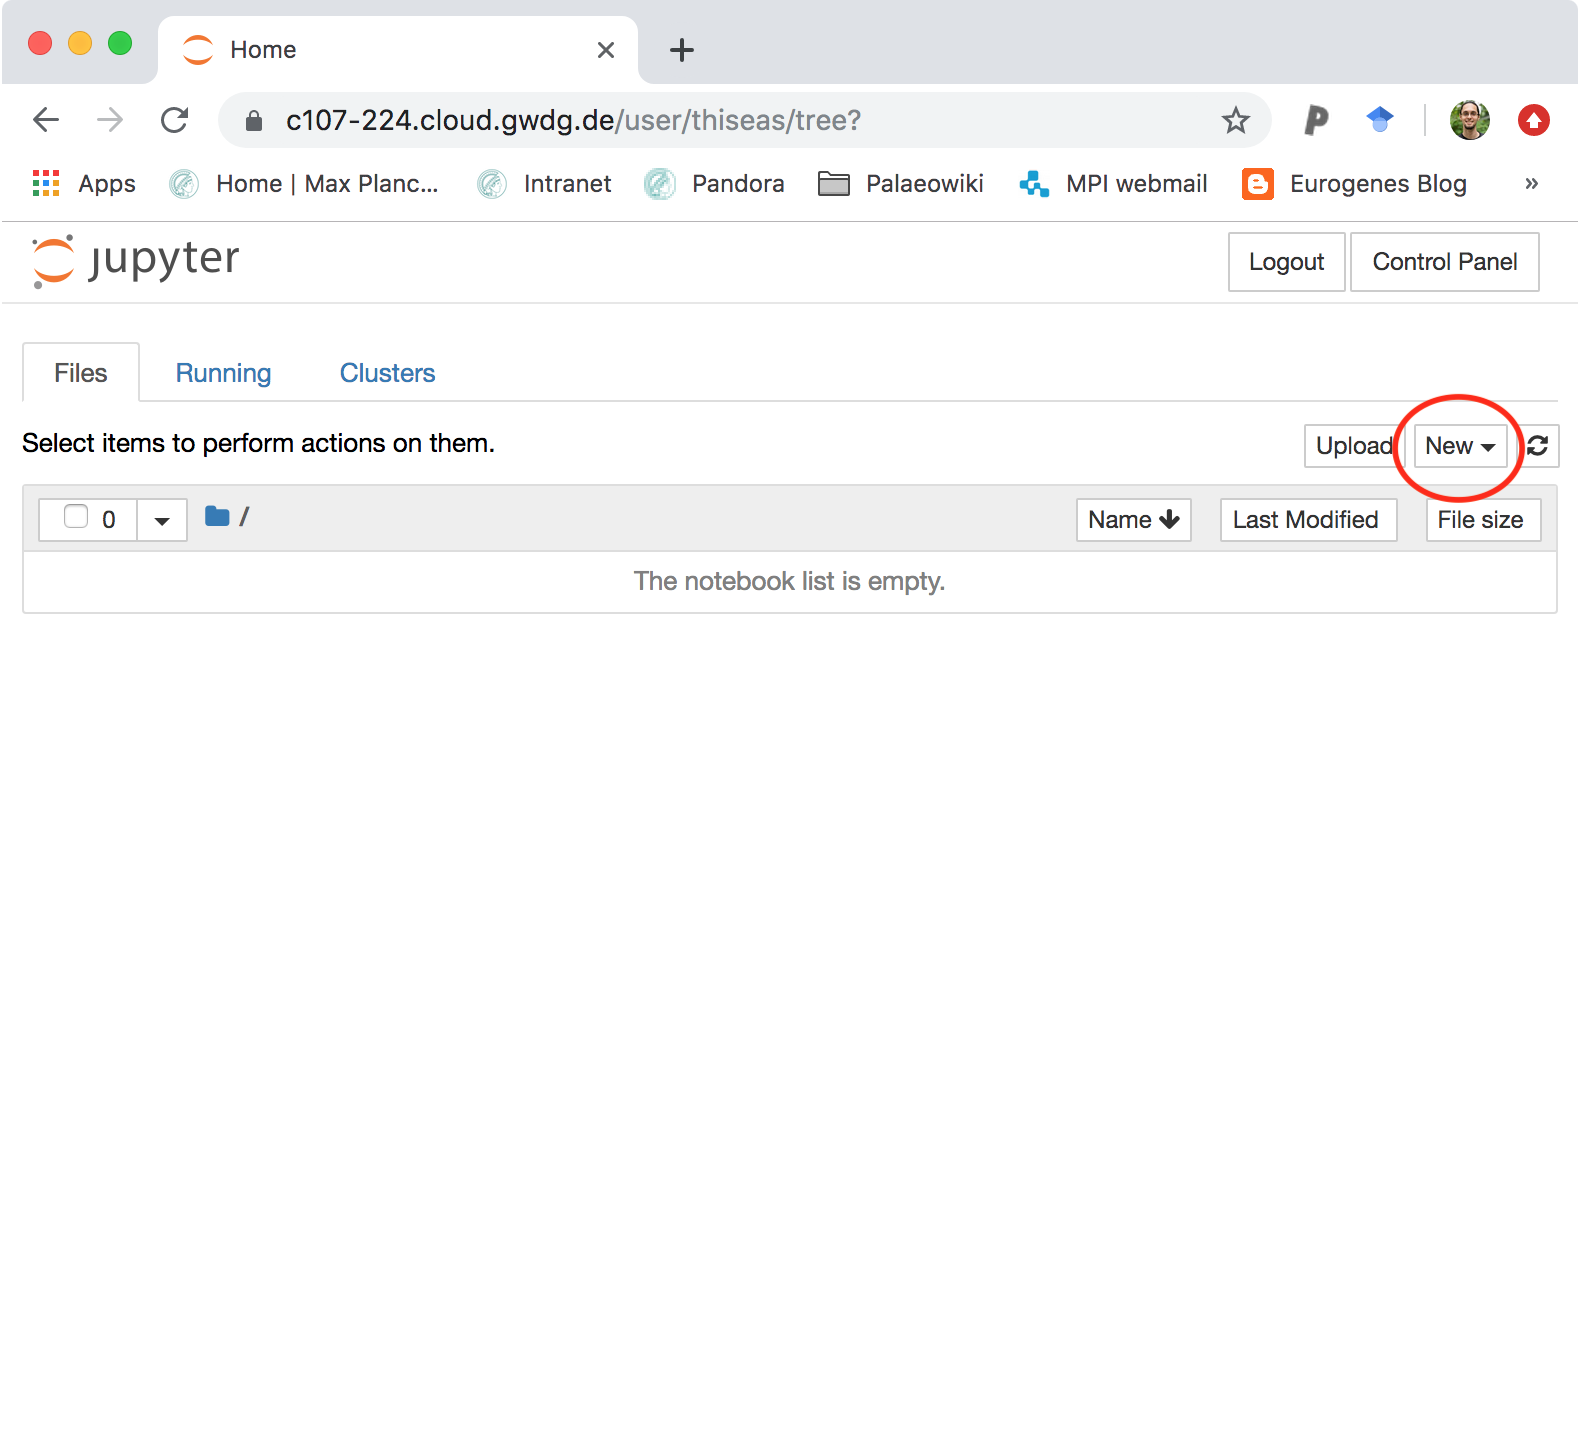 Home
c107-224.cloud.gwdg.de/user/thiseas/tree?
Apps Home | Max Planc... Intranet Pandora Palaeowiki MPI webmail Eurogenes Blog »
jupyter Logout Control Panel
Files Running Clusters
Select items to perform actions on them. Upload New
0 / Name Last Modified File size
The notebook list is empty.